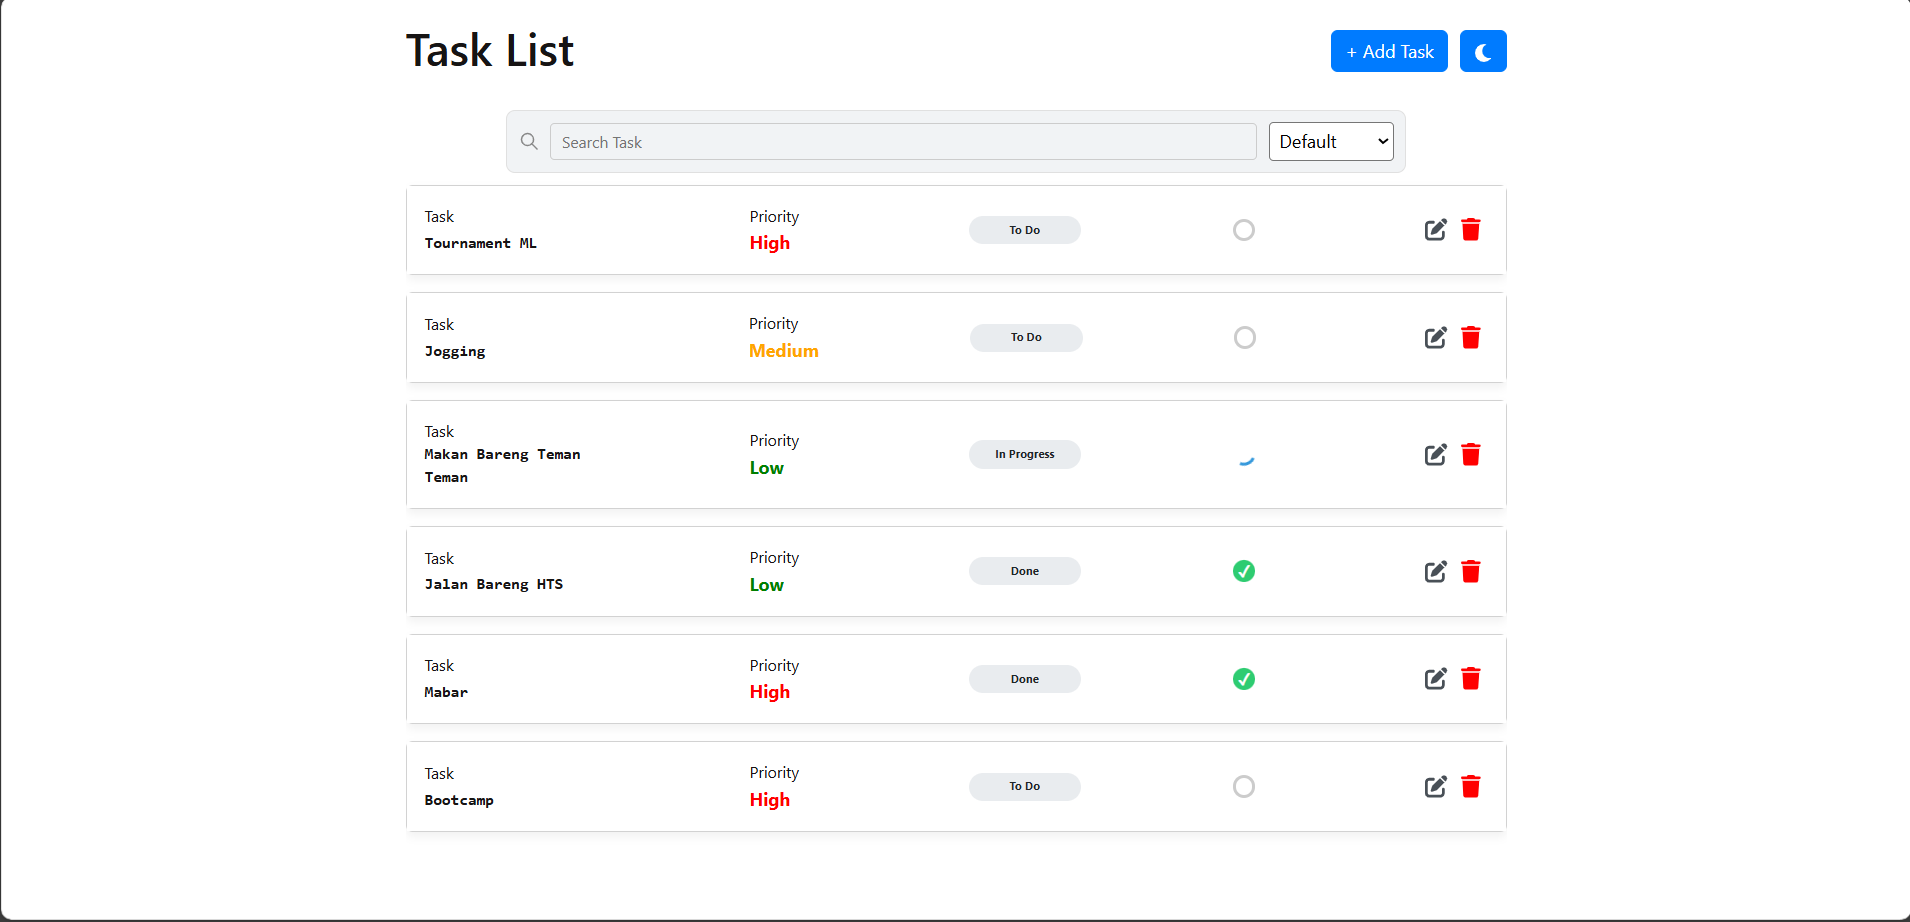 Task List
+ Add Task
Search Task
Default
Task
Tournament ML
Priority
High
To Do
Task
Jogging
Priority
Medium
To Do
Task
Makan Bareng Teman
Teman
Priority
Low
In Progress
Task
Jalan Bareng HTS
Priority
Low
Done
Task
Mabar
Priority
High
Done
Task
Bootcamp
Priority
High
To Do